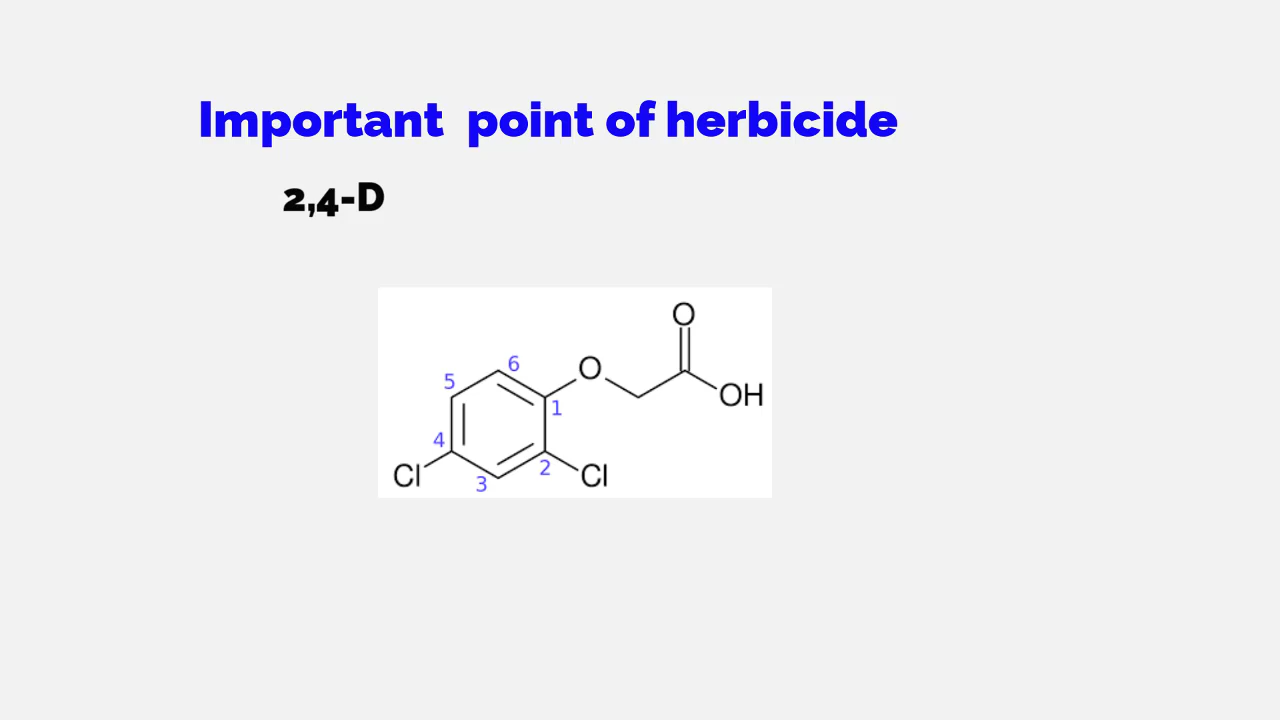 Important point of herbicide
2,4-D
O
O
6
5
OH
1
4
2
Cl
Cl
3